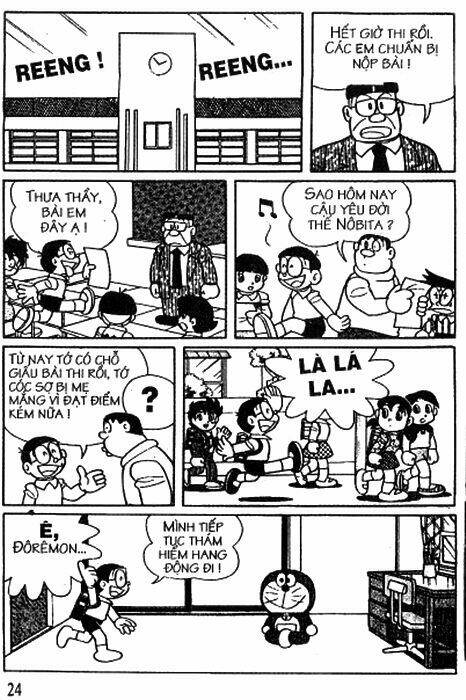 REENG !
REENG...
HẾT GIỜ THI RỒI.
CÁC EM CHUẨN BỊ
NỘP BÀI !
THƯA THẦY,
BÀI EM
ĐÂY Ạ !
SAO HÔM NAY
CẬU YÊU ĐỜI
THẾ NÔBITA ?
TỪ NAY TỚ CÓ CHỖ
GIẤU BÀI THI RỒI, TỚ
CÓC SỢ BỊ MẸ
MẮNG VÌ ĐẠT ĐIỂM
KÉM NỮA !
?
LÀ LÁ
LA...
Ê,
ĐÔRÊMON...
MÌNH TIẾP
TỤC THÁM
HIỂM HANG
ĐỘNG ĐI !
24